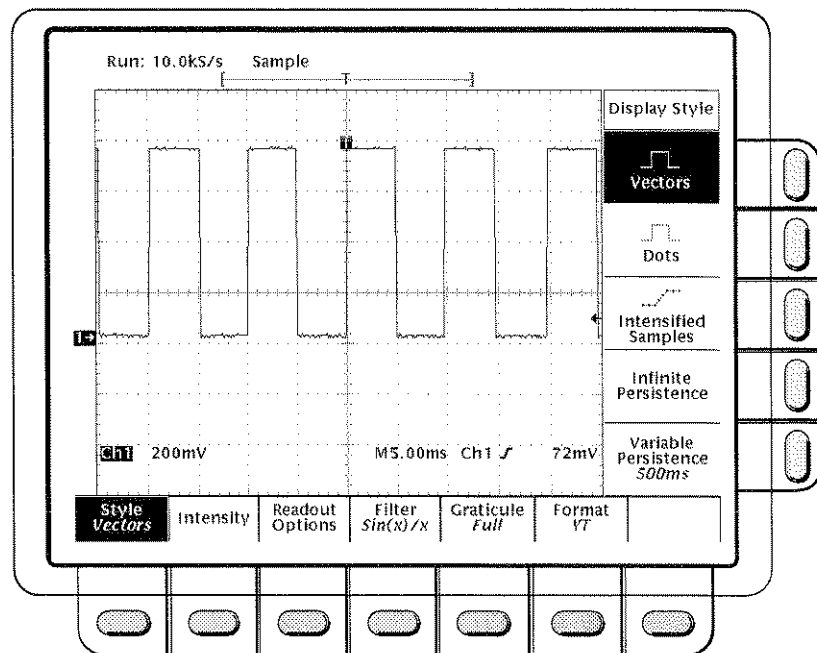 Run: 10.0kS/s Sample
T
Display Style
T
Vectors
Dots
Intensified
Samples
1
Infinite
Persistence
Ch1 200mV M5.00ms Ch1 72mV
Variable
Persistence
500ms
Style
Vectors
Intensity
Readout
Options
Filter
Sin(x)/x
Graticule
Full
Format
YT